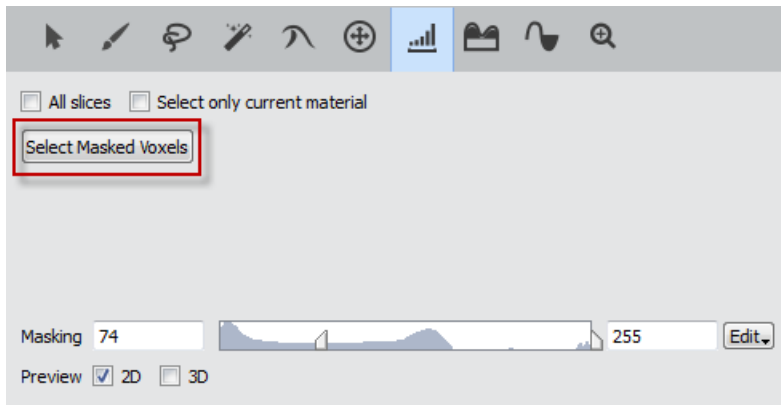 All slices Select only current material
Select Masked Voxels
Masking 74 255 Edit
Preview 2D 3D